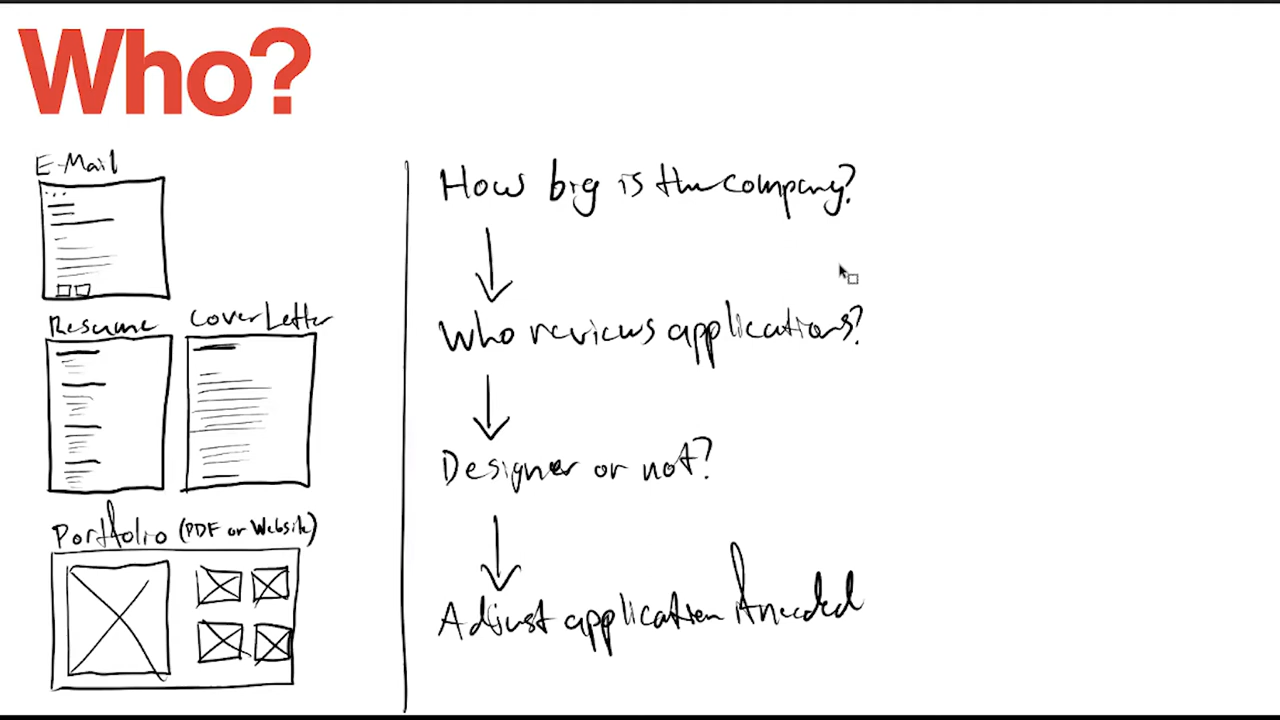 Who?
E-Mail
Resume
Cover Letter
Portfolio (PDF or Website)
How big is the company?
Who reviews applications?
Designer or not?
Adjust application if needed